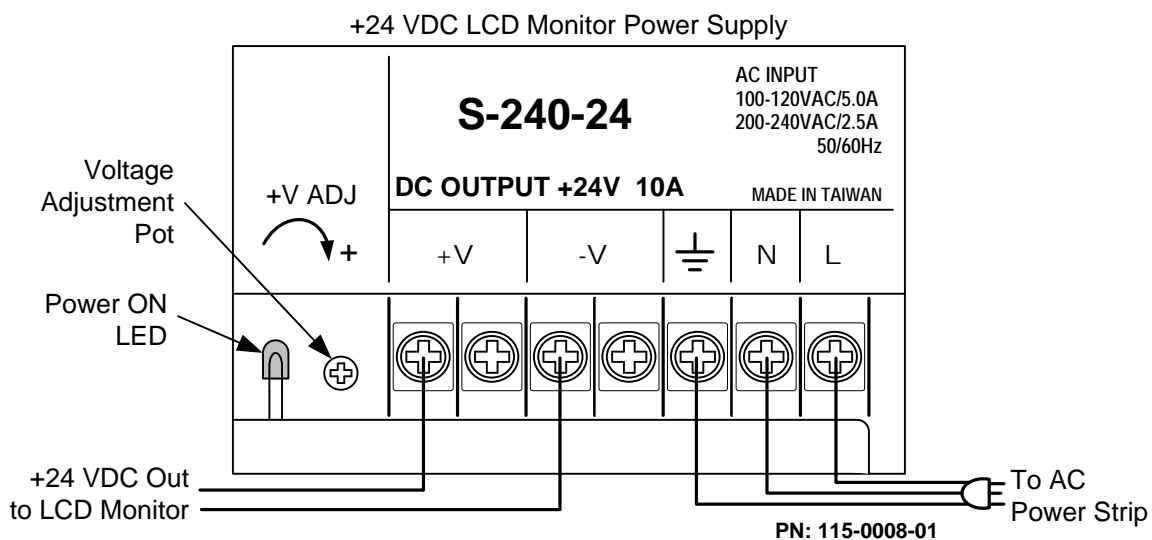 +24 VDC LCD Monitor Power Supply
S-240-24
AC INPUT
100-120VAC/5.0A
200-240VAC/2.5A
50/60Hz
DC OUTPUT +24V 10A
MADE IN TAIWAN
Voltage
Adjustment
Pot
+V ADJ
+
+V
-V
N
L
Power ON
LED
+24 VDC Out
to LCD Monitor
To AC
Power Strip
PN: 115-0008-01